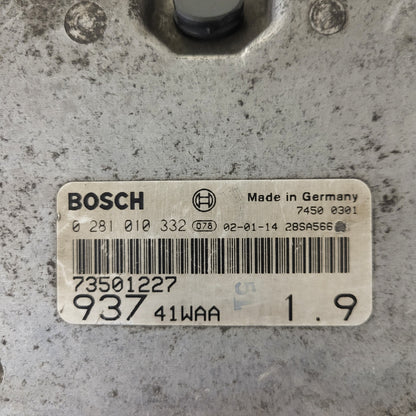 BOSCH Made in Germany
7450 0301
0 281 010 332 078 02-01-14 28SA566
73501227
937 41WAA 1.9